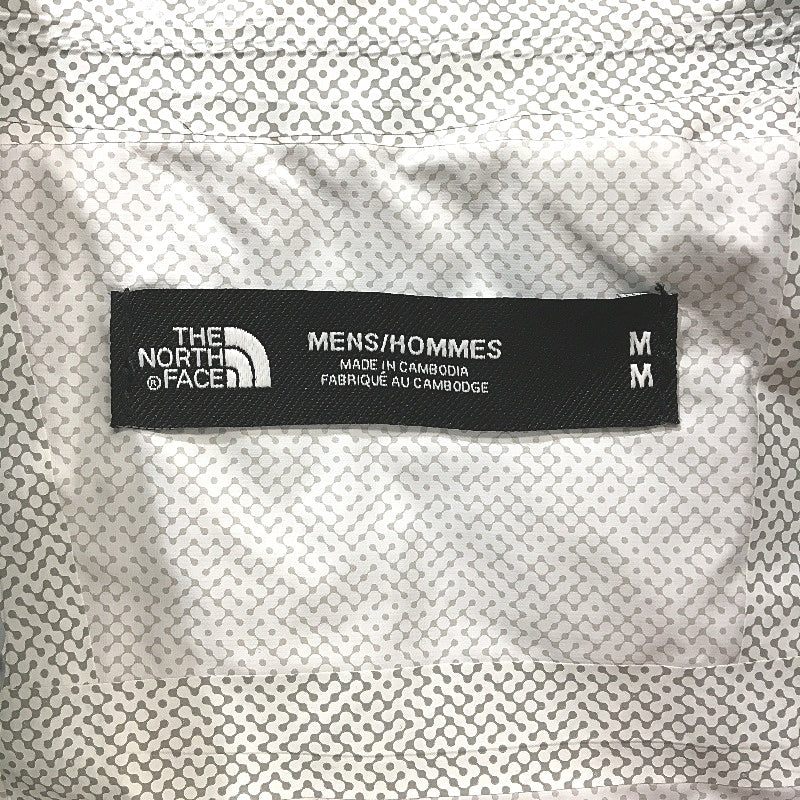 THE
NORTH
® FACE
MENS/HOMMES
MADE IN CAMBODIA
FABRIQUÉ AU CAMBODGE
M
M